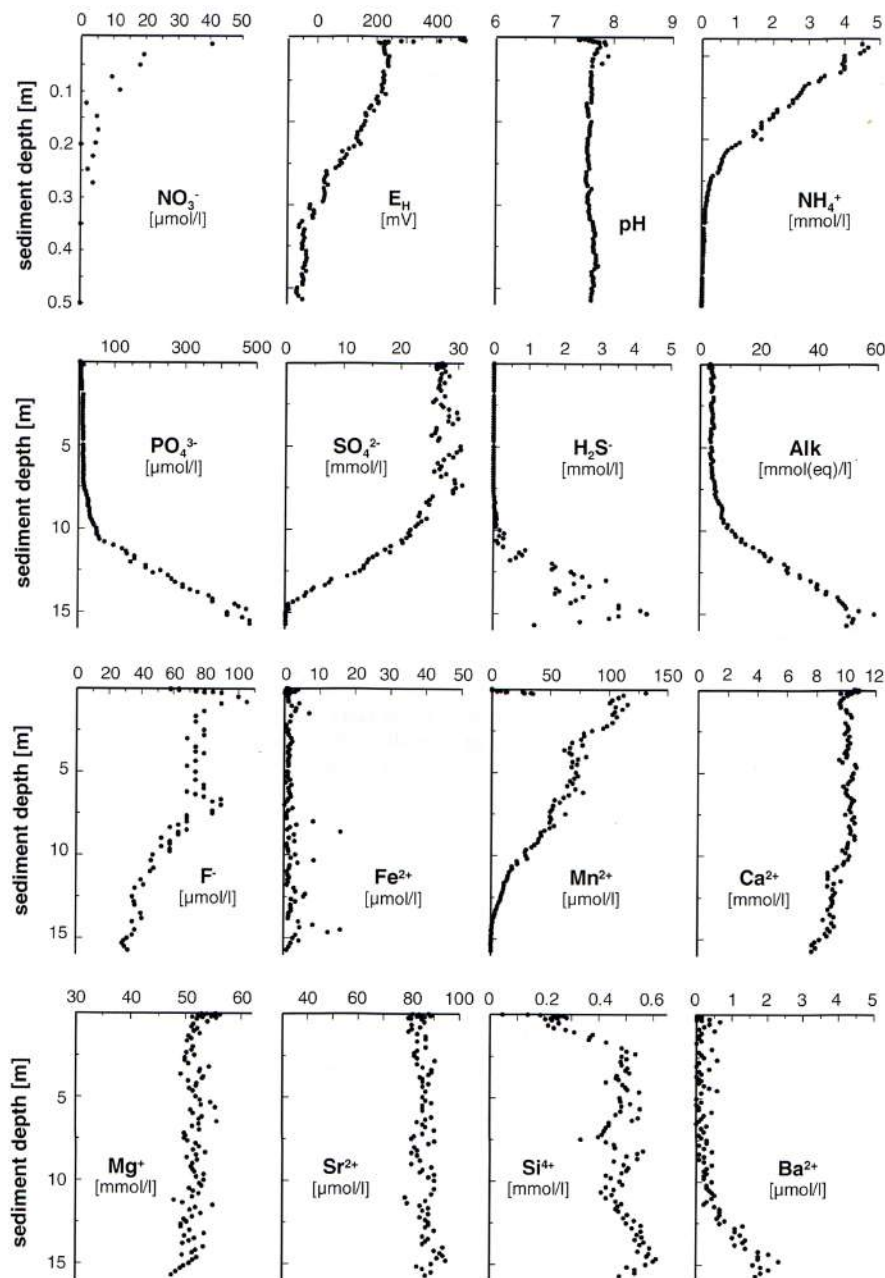 0 10 20 30 40 50
0 200 400
6 7 8 9
0 1 2 3 4 5
sediment depth [m]
0.1
0.2
0.3
0.4
0.5
NO₃⁻
[µmol/l]
E_H
[mV]
pH
NH₄⁺
[mmol/l]
100 300 500
0 10 20 30
0 1 2 3 4 5
0 20 40 60
sediment depth [m]
5
10
15
PO₄³⁻
[µmol/l]
SO₄²⁻
[mmol/l]
H₂S⁻
[mmol/l]
Alk
[mmol(eq)/l]
0 20 40 60 80 100
0 10 20 30 40 50
0 50 100 150
0 2 4 6 8 10 12
sediment depth [m]
5
10
15
F⁻
[µmol/l]
Fe²⁺
[µmol/l]
Mn²⁺
[µmol/l]
Ca²⁺
[mmol/l]
30 40 50 60
40 60 80 100
0 0.2 0.4 0.6
0 1 2 3 4 5
sediment depth [m]
5
10
15
Mg⁺
[mmol/l]
Sr²⁺
[µmol/l]
Si⁴⁺
[mmol/l]
Ba²⁺
[µmol/l]